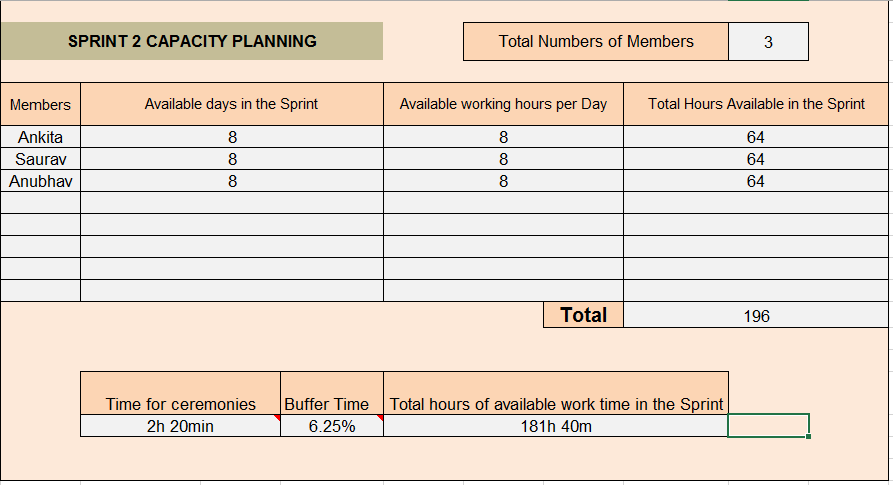 SPRINT 2 CAPACITY PLANNING Total Numbers of Members 3
Members Available days in the Sprint Available working hours per Day Total Hours Available in the Sprint
Ankita 8 8 64
Saurav 8 8 64
Anubhav 8 8 64
Total 196
Time for ceremonies Buffer Time Total hours of available work time in the Sprint
2h 20min 6.25% 181h 40m